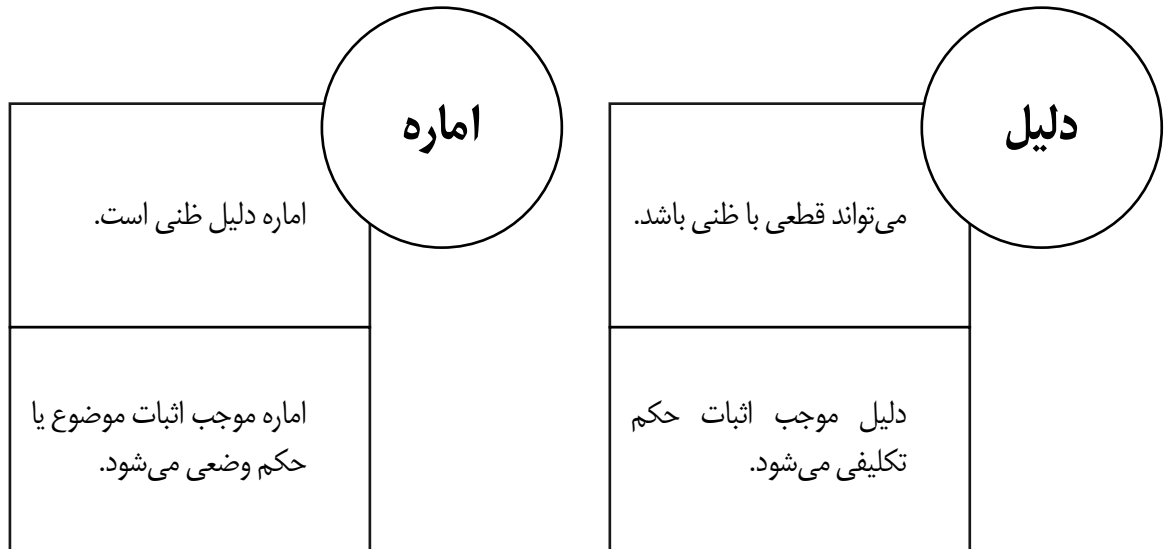 دلیل
می‌تواند قطعی با ظنی باشد.
دلیل موجب اثبات حکم
تکلیفی می‌شود.
اماره
اماره دلیل ظنی است.
اماره موجب اثبات موضوع یا
حکم وضعی می‌شود.